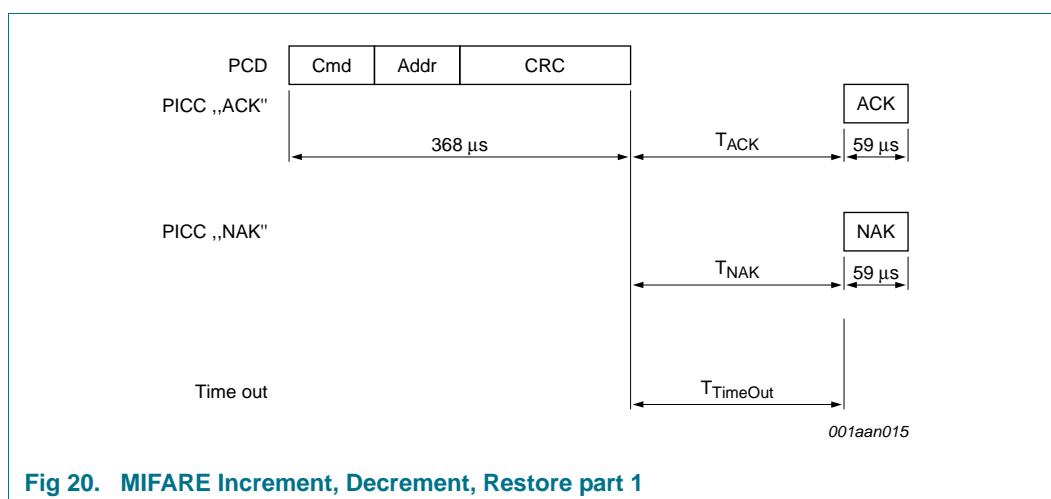 PCD Cmd Addr CRC
PICC ,,ACK" ACK
368 µs TACK 59 µs
PICC ,,NAK" NAK
TNAK 59 µs
Time out TTimeOut
001aan015
Fig 20. MIFARE Increment, Decrement, Restore part 1